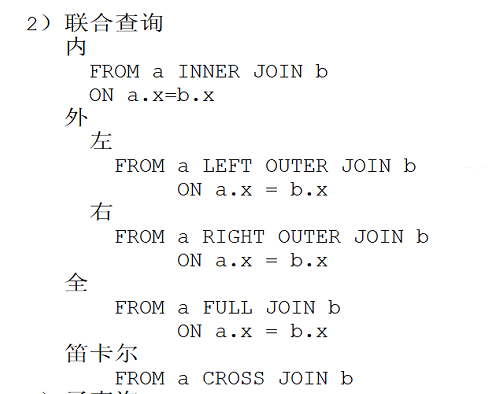 2）联合查询
内
FROM a INNER JOIN b
ON a.x=b.x
外
左
FROM a LEFT OUTER JOIN b
ON a.x = b.x
右
FROM a RIGHT OUTER JOIN b
ON a.x = b.x
全
FROM a FULL JOIN b
ON a.x = b.x
笛卡尔
FROM a CROSS JOIN b